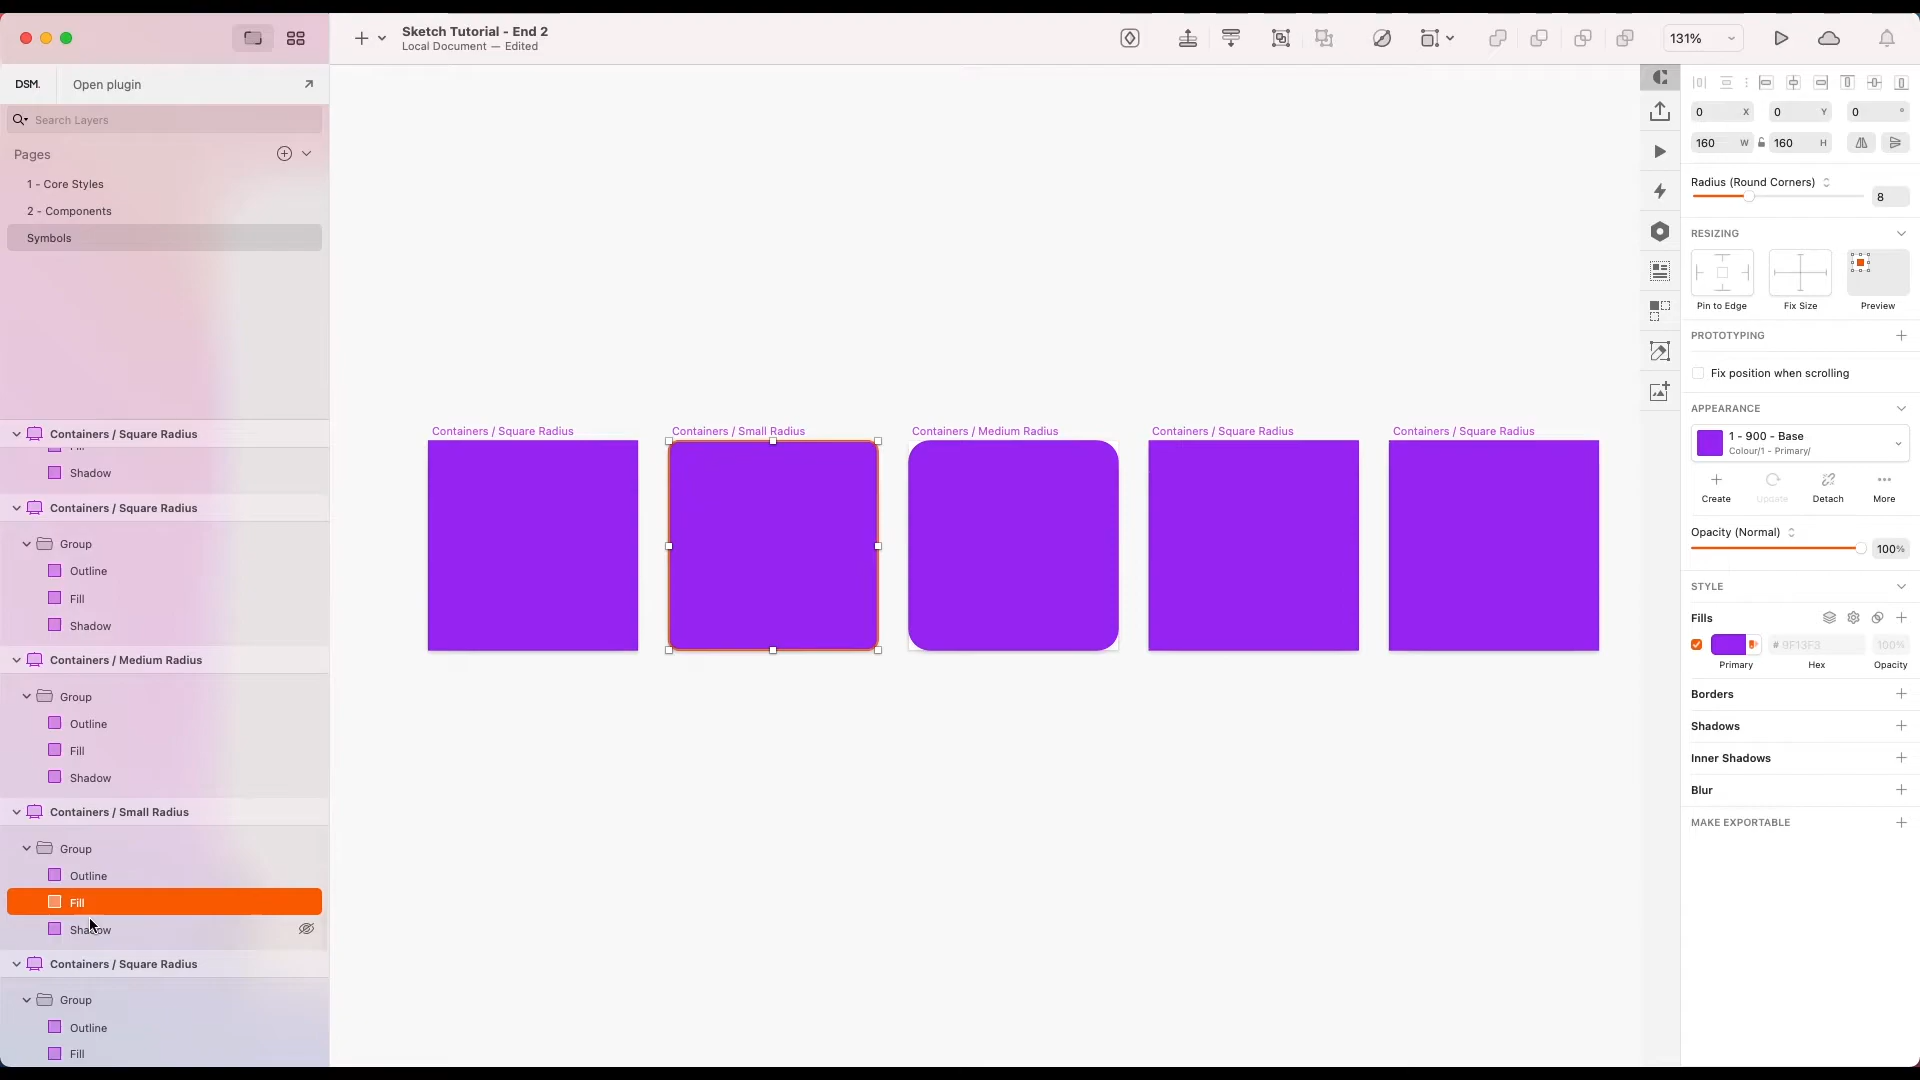 Sketch Tutorial - End 2
Local Document — Edited
131%
DSM.
Open plugin
Search Layers
Pages
1 - Core Styles
2 - Components
Symbols
Containers / Square Radius
Shadow
Containers / Square Radius
Group
Outline
Fill
Shadow
Containers / Medium Radius
Group
Outline
Fill
Shadow
Containers / Small Radius
Group
Outline
Fill
Shadow
Containers / Square Radius
Group
Outline
Fill
Containers / Square Radius
Containers / Small Radius
Containers / Medium Radius
Containers / Square Radius
Containers / Square Radius
0 X 0 Y 0 °
160 W 160 H
Radius (Round Corners)
8
RESIZING
Pin to Edge Fix Size Preview
PROTOTYPING
Fix position when scrolling
APPEARANCE
1 - 900 - Base
Colour/1 - Primary/
Create Update Detach More
Opacity (Normal)
100%
STYLE
Fills
# 9F13F3 100%
Primary Hex Opacity
Borders
Shadows
Inner Shadows
Blur
MAKE EXPORTABLE